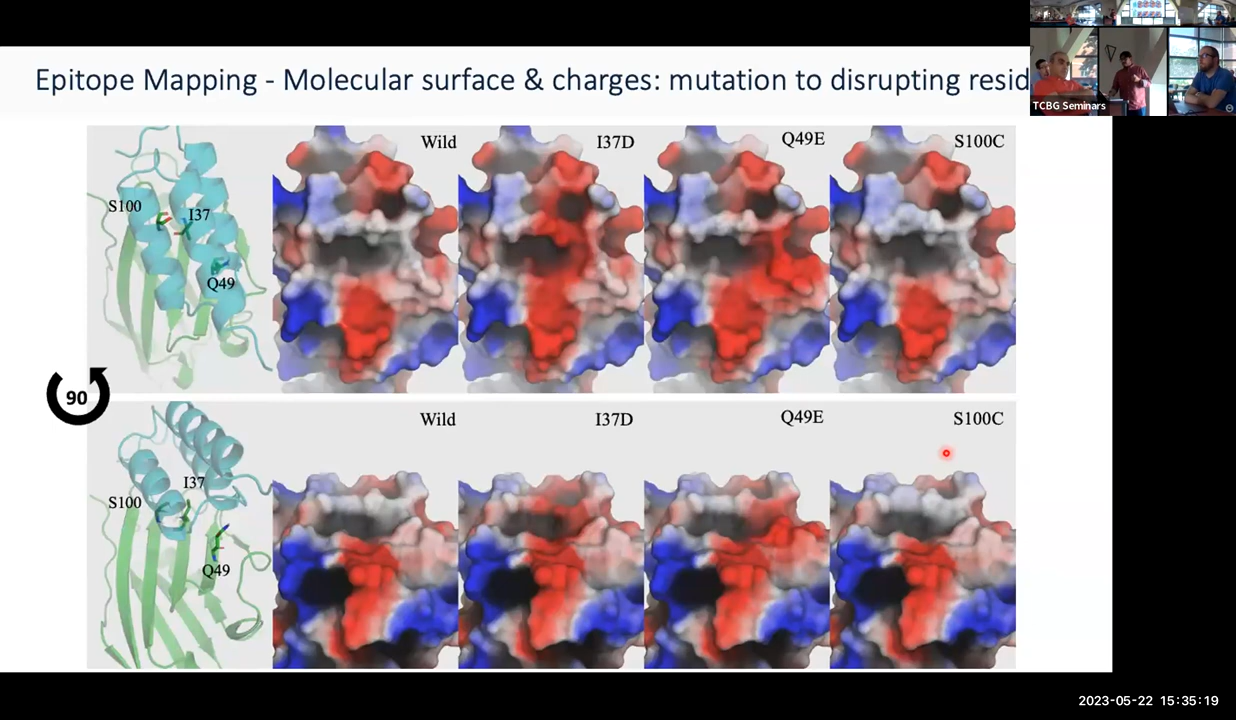 Epitope Mapping - Molecular surface & charges: mutation to disrupting resid
TCBG Seminars
Wild
I37D
Q49E
S100C
S100
I37
Q49
90
Wild
I37D
Q49E
S100C
I37
S100
Q49
2023-05-22 15:35:19